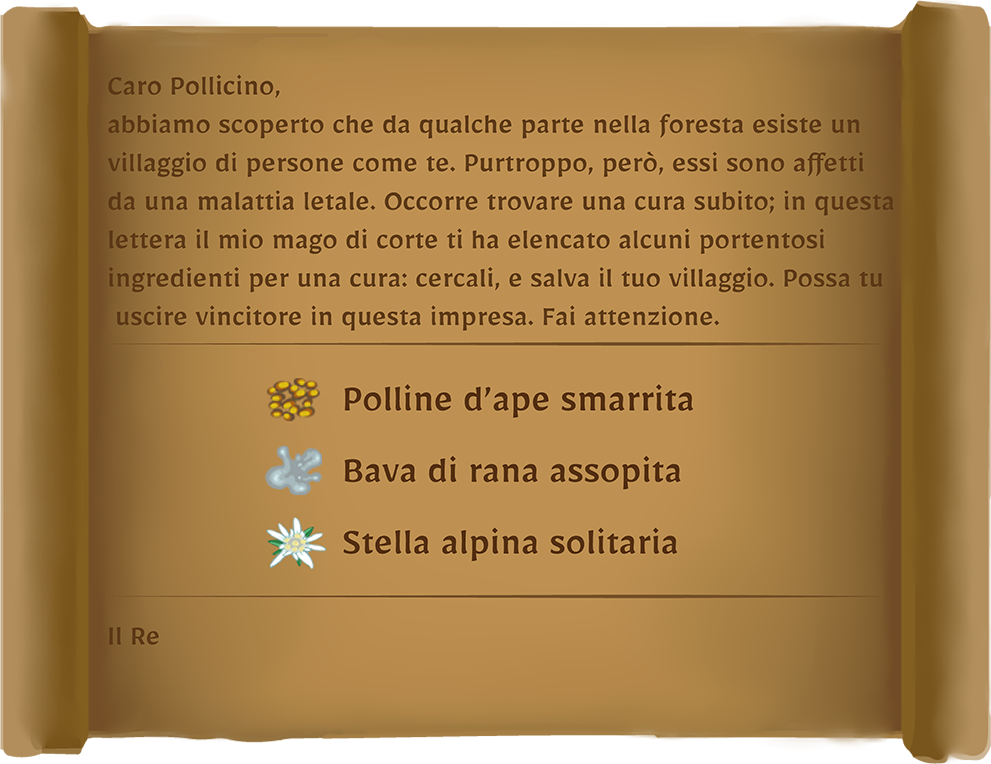 Caro Pollicino,
abbiamo scoperto che da qualche parte nella foresta esiste un
villaggio di persone come te. Purtroppo, però, essi sono affetti
da una malattia letale. Occorre trovare una cura subito; in questa
lettera il mio mago di corte ti ha elencato alcuni portentosi
ingredienti per una cura: cercali, e salva il tuo villaggio. Possa tu
uscire vincitore in questa impresa. Fai attenzione.
Polline d'ape smarrita
Bava di rana assopita
Stella alpina solitaria
Il Re